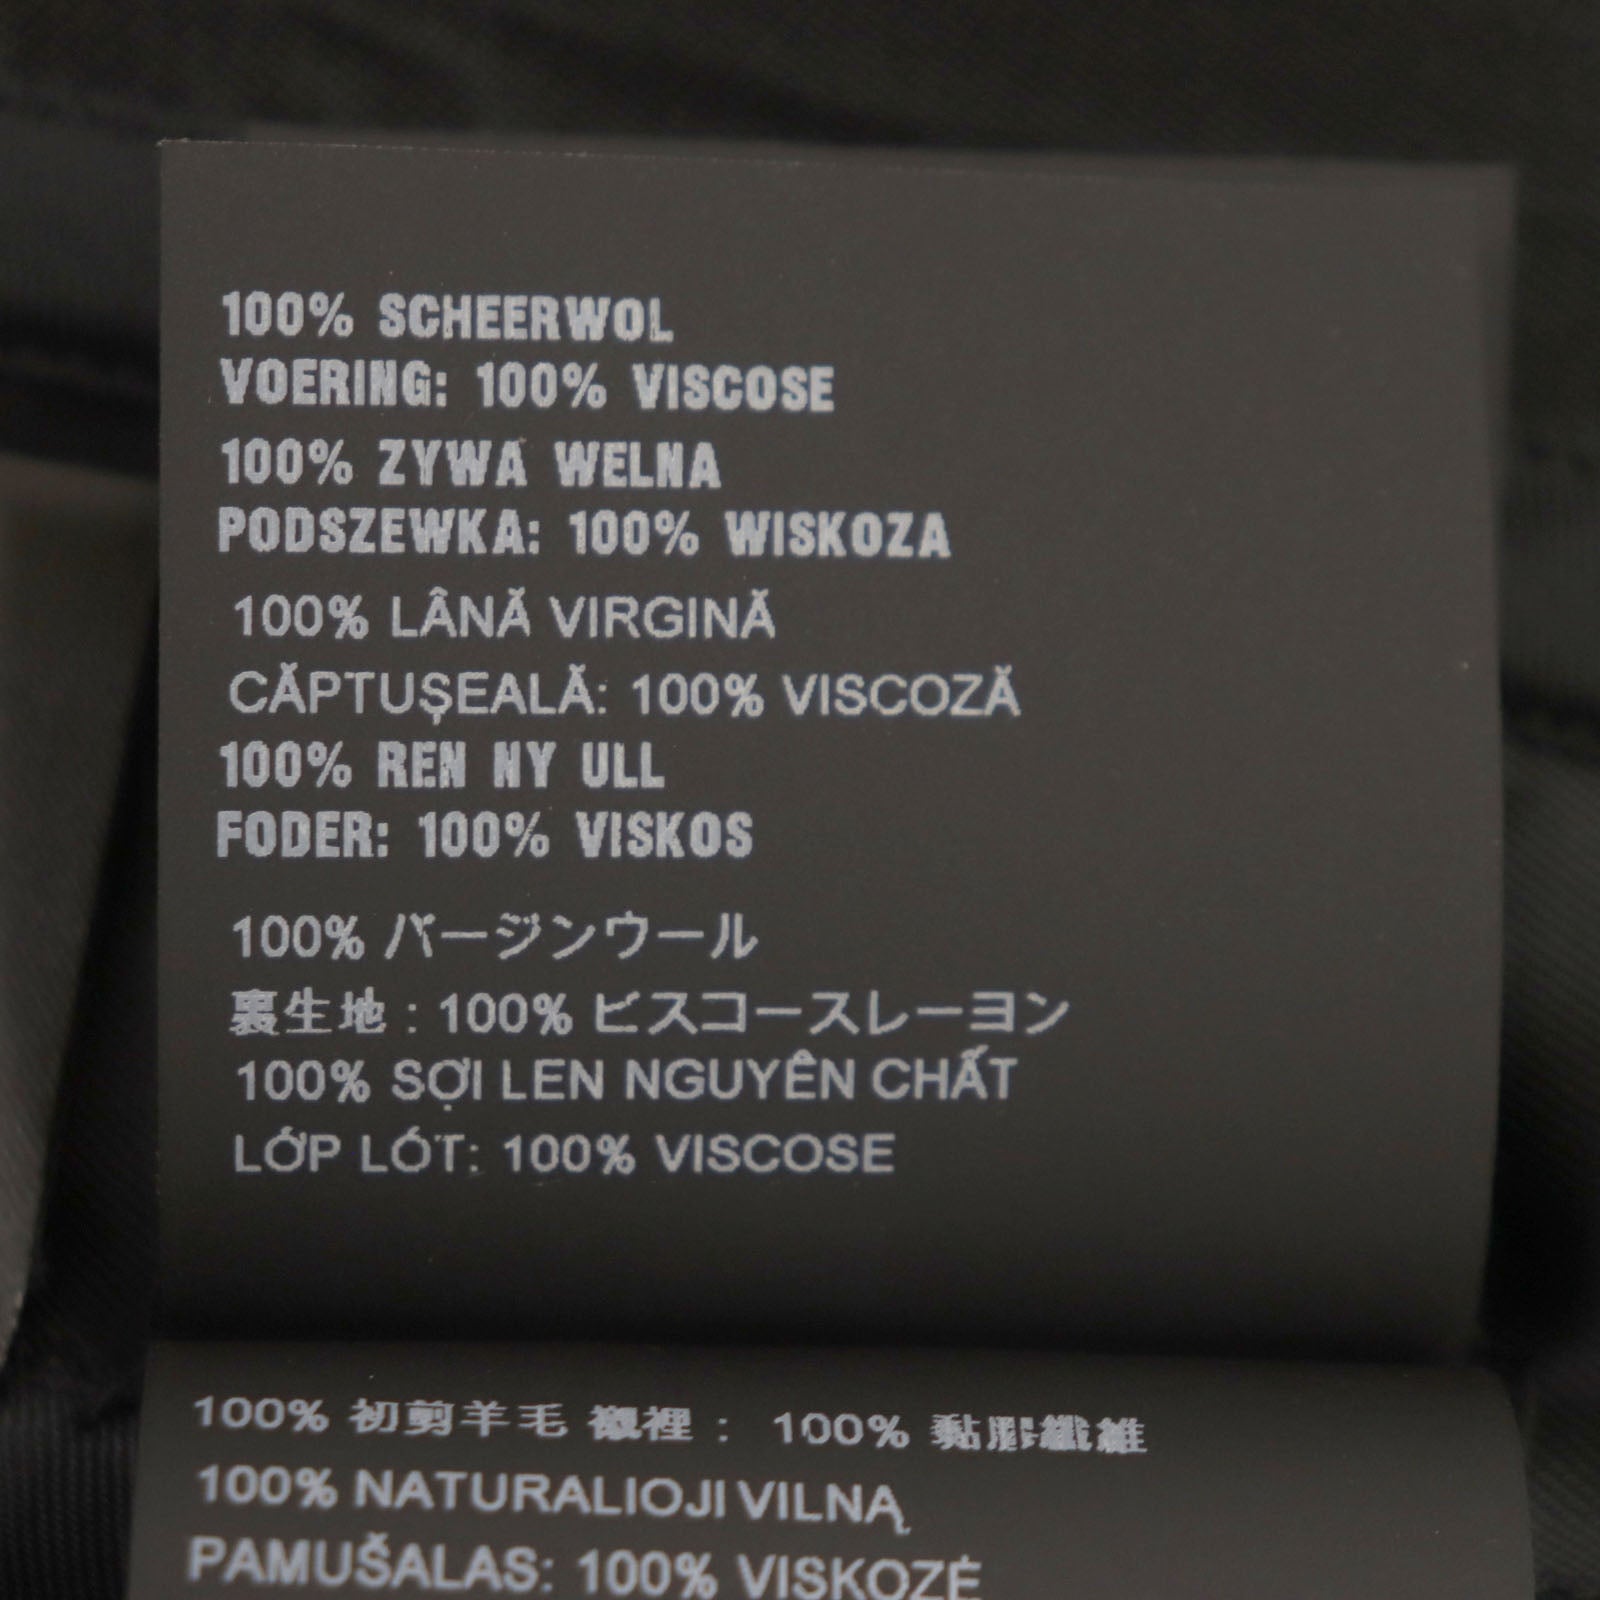 100% SCHEERWOL
VOERING: 100% VISCOSE
100% ZYWA WELNA
PODSZEWKA: 100% WISKOZA
100% LÂNĂ VIRGINĂ
CĂPTUȘEALĂ: 100% VISCOZĂ
100% REN NY ULL
FODER: 100% VISKOS
100% バージンウール
裏生地 : 100% ビスコースレーヨン
100% SỢI LEN NGUYÊN CHẤT
LỚP LÓT: 100% VISCOSE
100% 初剪羊毛 襯裡 : 100% 黏膠纖維
100% NATURALIOJI VILNĄ
PAMUŠALAS: 100% VISKOZĖ